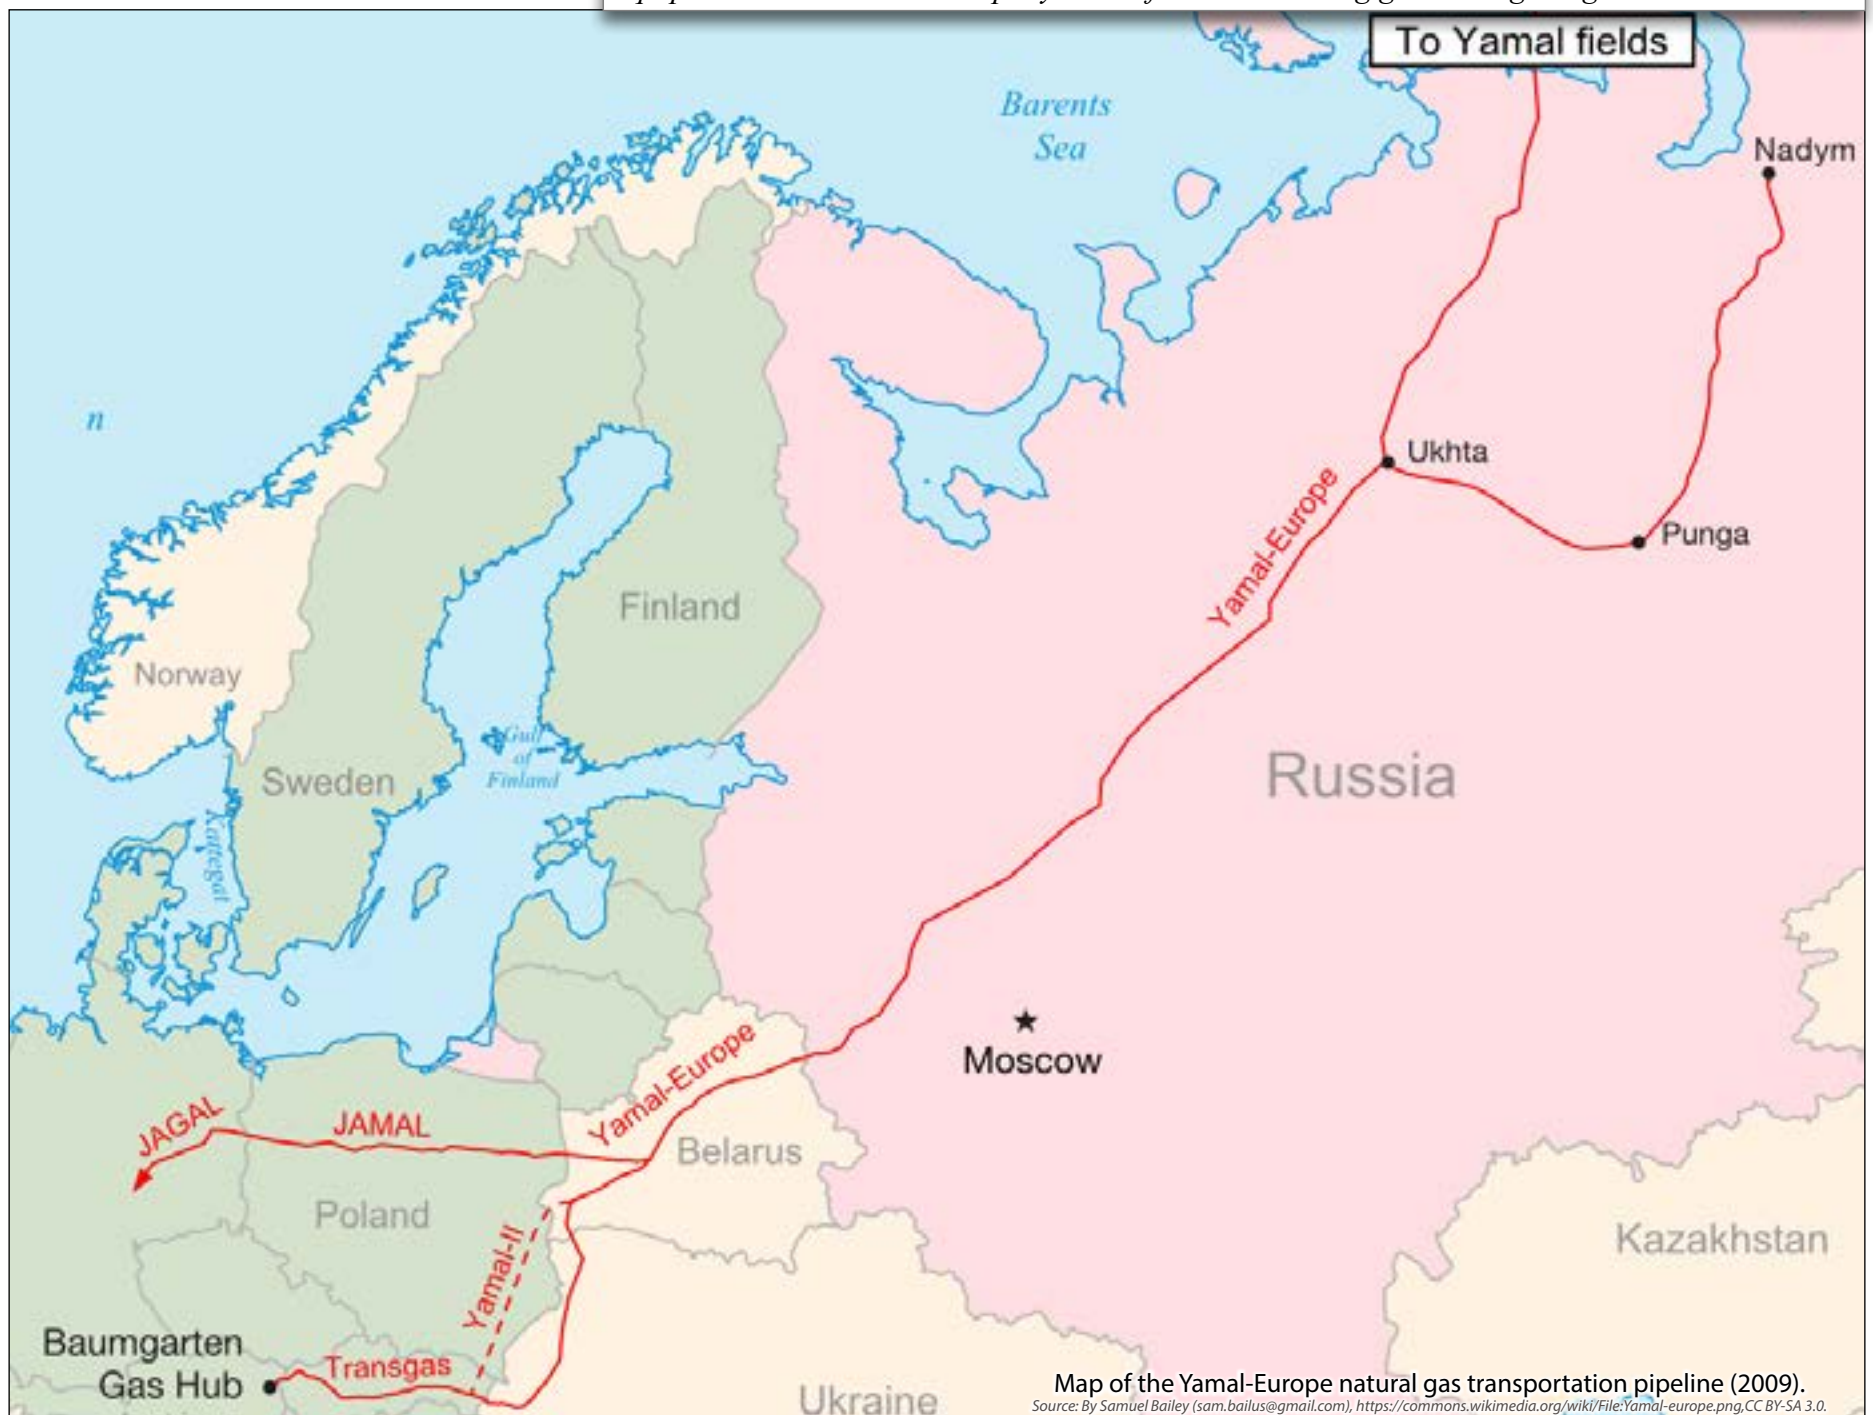 To Yamal fields
Barents
Sea
Nadym
n
Ukhta
Yamal-Europe
Punga
Finland
Norway
Gulf
of
Finland
Sweden
Russia
Kattegat
Moscow
Yamal-Europe
JAGAL
JAMAL
Belarus
Poland
Yamal-II
Kazakhstan
Baumgarten
Gas Hub
Transgas
Ukraine
Map of the Yamal-Europe natural gas transportation pipeline (2009).
Source: By Samuel Bailey (sam.bailus@gmail.com), https://commons.wikimedia.org/wiki/File:Yamal-europe.png,CC BY-SA 3.0.